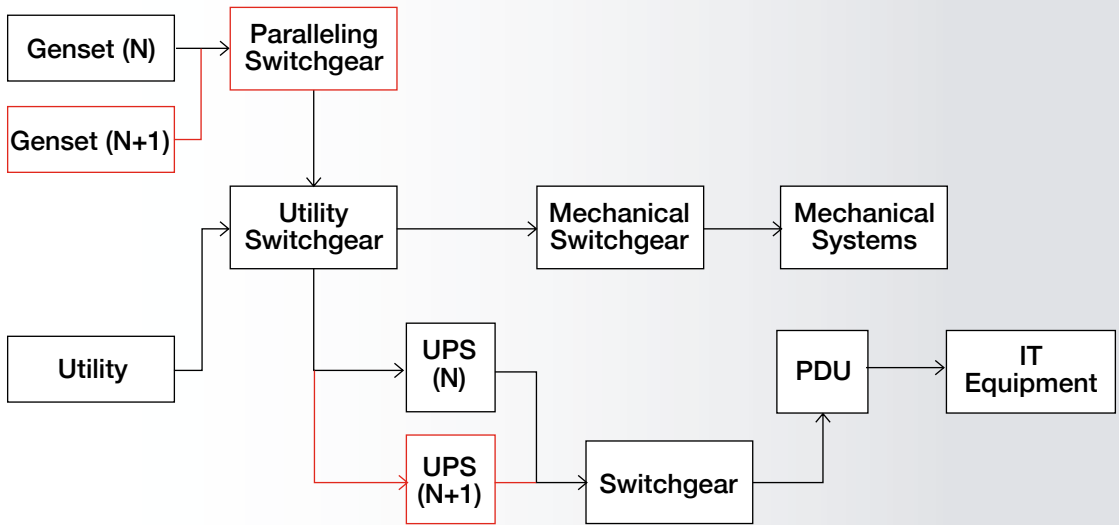 Genset (N)
Paralleling
Switchgear
Genset (N+1)
Utility
Switchgear
Mechanical
Switchgear
Mechanical
Systems
Utility
UPS
(N)
PDU
IT
Equipment
UPS
(N+1)
Switchgear